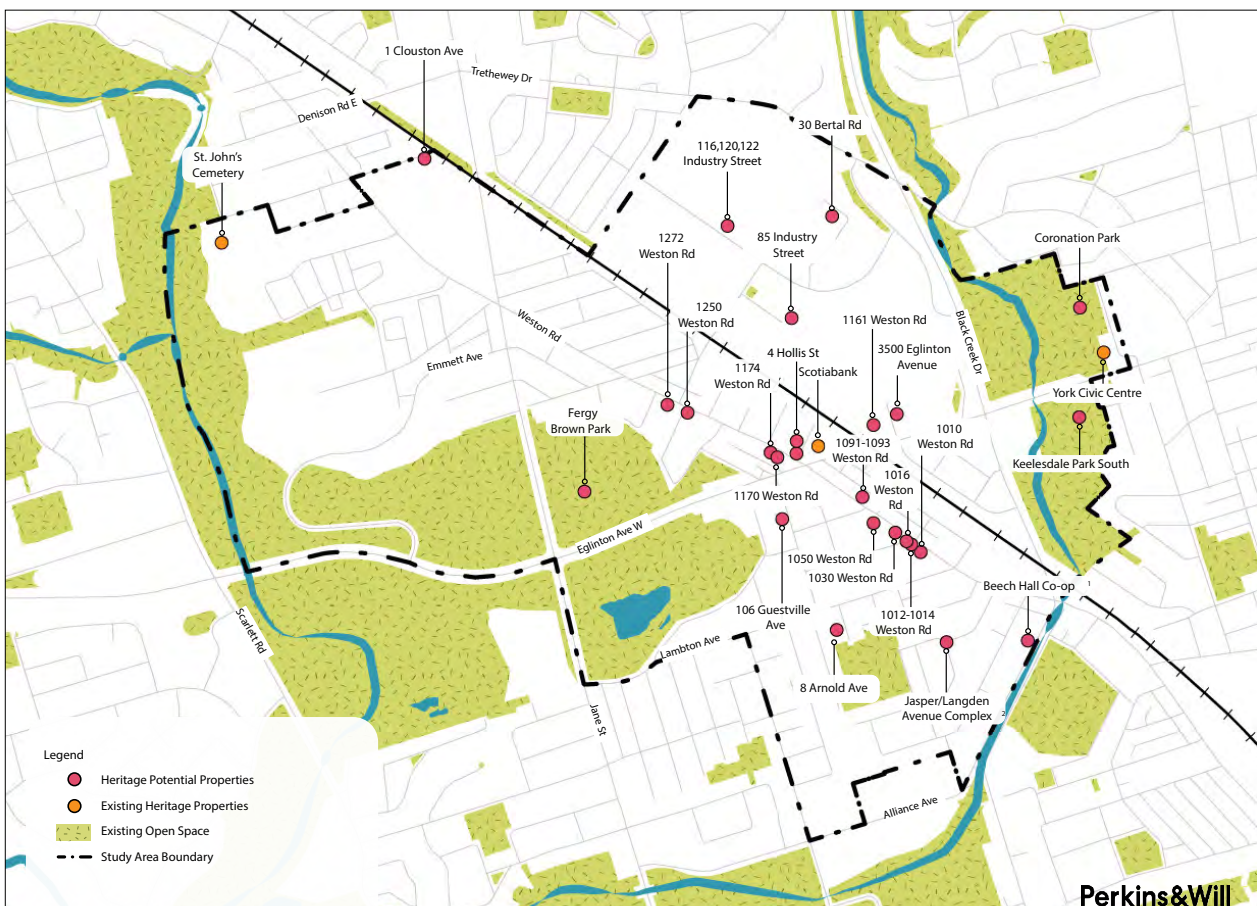 1 Clouston Ave
Trethewey Dr
Denison Rd E
30 Bertal Rd
116,120,122
Industry Street
St. John's
Cemetery
1272
Weston Rd
85 Industry
Street
Coronation Park
1250
Weston Rd
Weston Rd
1161 Weston Rd
Black Creek Dr
4 Hollis St
3500 Eglinton
Avenue
Emmett Ave
1174
Weston Rd
Scotiabank
York Civic Centre
Fergy
Brown Park
1091-1093
Weston Rd
1010
Weston Rd
Keelesdale Park South
1016
Weston
Rd
1170 Weston Rd
Eglinton Ave W
1050 Weston Rd
1030 Weston Rd
Beech Hall Co-op 1
Scarlett Rd
106 Guestville
Ave
1012-1014
Weston Rd
Lambton Ave
8 Arnold Ave
Jasper/Langden
Avenue Complex 2
Jane St
Alliance Ave
Legend
Heritage Potential Properties
Existing Heritage Properties
Existing Open Space
Study Area Boundary
Perkins&Will